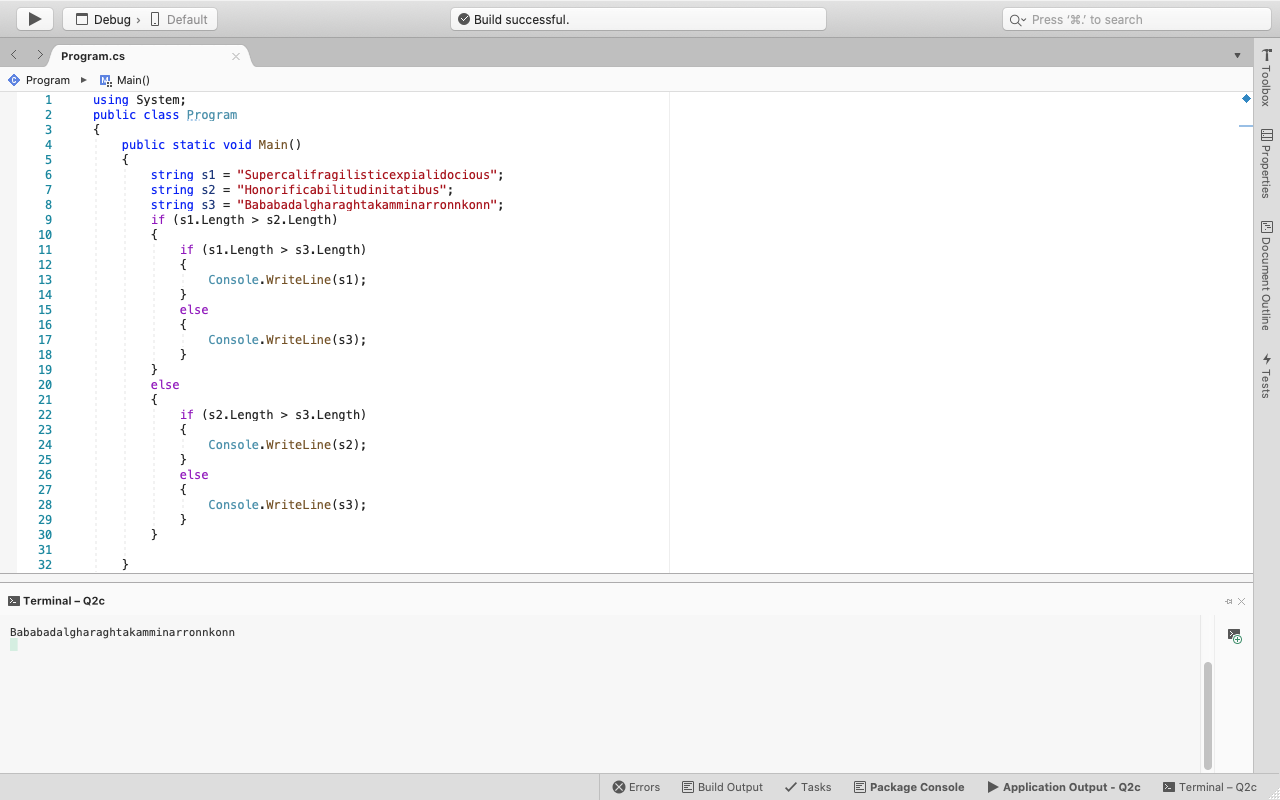 Debug › Default
Build successful.
Press ‘⌘.’ to search
Program.cs
Program ▸ Main()
1 using System;
2 public class Program
3 {
4 public static void Main()
5 {
6 string s1 = "Supercalifragilisticexpialidocious";
7 string s2 = "Honorificabilitudinitatibus";
8 string s3 = "Bababadalgharaghtakamminarronnkonn";
9 if (s1.Length > s2.Length)
10 {
11 if (s1.Length > s3.Length)
12 {
13 Console.WriteLine(s1);
14 }
15 else
16 {
17 Console.WriteLine(s3);
18 }
19 }
20 else
21 {
22 if (s2.Length > s3.Length)
23 {
24 Console.WriteLine(s2);
25 }
26 else
27 {
28 Console.WriteLine(s3);
29 }
30 }
31
32 }
Toolbox
Properties
Document Outline
Tests
Terminal – Q2c
Bababadalgharaghtakamminarronnkonn
Errors Build Output Tasks Package Console Application Output - Q2c Terminal – Q2c